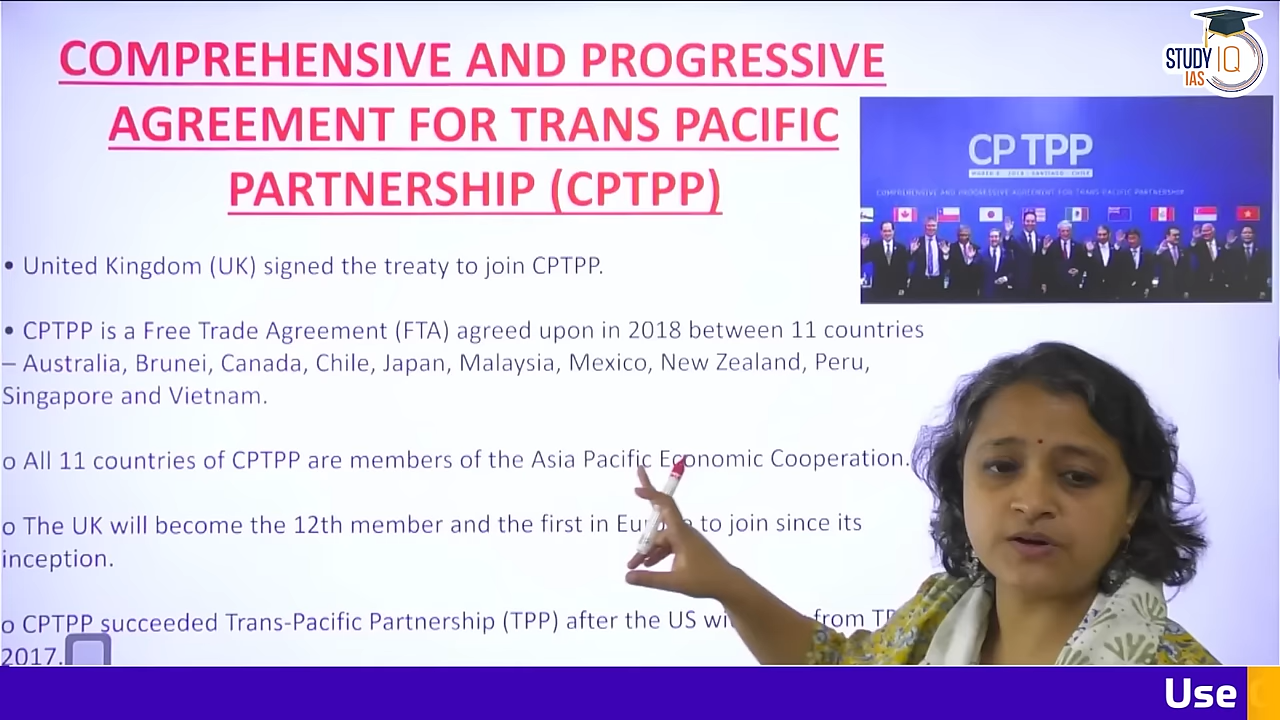 COMPREHENSIVE AND PROGRESSIVE
AGREEMENT FOR TRANS PACIFIC
PARTNERSHIP (CPTPP)
STUDY IQ
IAS
CP TPP
COMPREHENSIVE AND PROGRESSIVE AGREEMENT FOR TRANS PACIFIC PARTNERSHIP
• United Kingdom (UK) signed the treaty to join CPTPP.
• CPTPP is a Free Trade Agreement (FTA) agreed upon in 2018 between 11 countries
– Australia, Brunei, Canada, Chile, Japan, Malaysia, Mexico, New Zealand, Peru,
Singapore and Vietnam.
o All 11 countries of CPTPP are members of the Asia Pacific Economic Cooperation.
o The UK will become the 12th member and the first in to join since its
inception.
o CPTPP succeeded Trans-Pacific Partnership (TPP) after the US from
2017.
Use